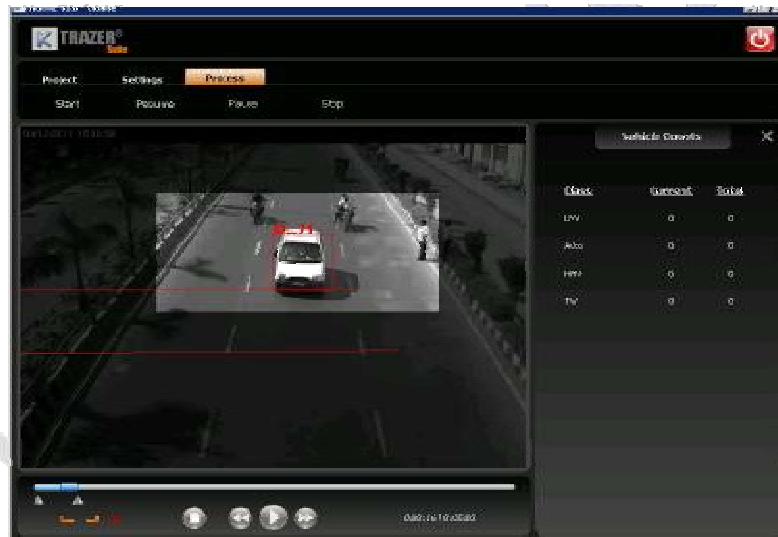 TRAZER®
Suite
Project Settings Process
Start Resume Pause Stop
Vehicle Counts
Class Current Total
LMV 0 0
Auto 0 0
HMV 0 0
TW 0 0